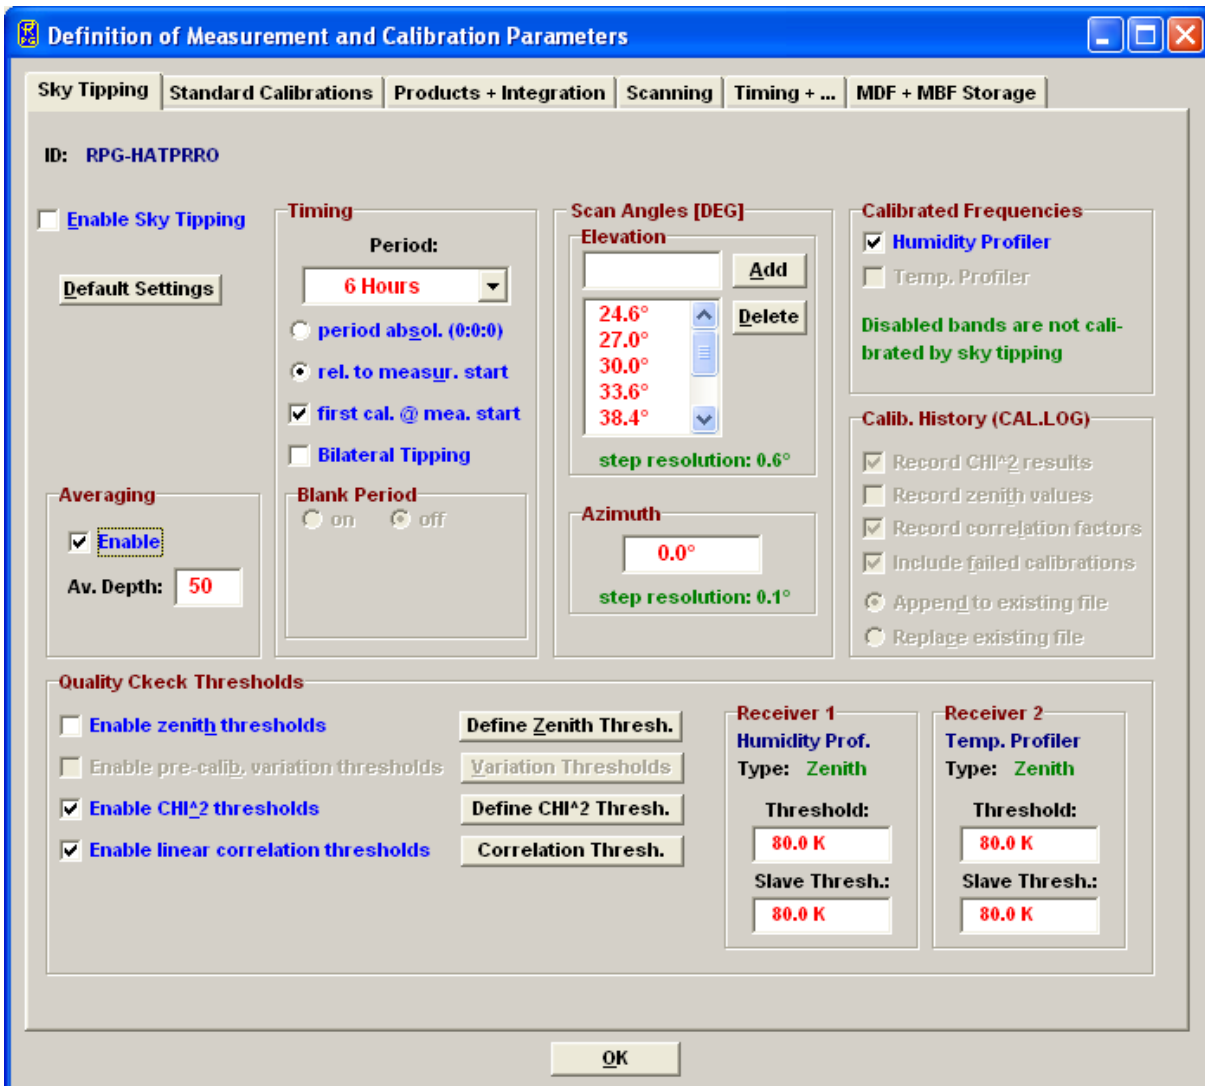 Definition of Measurement and Calibration Parameters
Sky Tipping
Standard Calibrations
Products + Integration
Scanning
Timing + ...
MDF + MBF Storage
ID: RPG-HATPRRO
Enable Sky Tipping
Default Settings
Timing
Period:
6 Hours
period absol. (0:0:0)
rel. to measur. start
first cal. @ mea. start
Bilateral Tipping
Scan Angles [DEG]
Elevation
Add
24.6°
27.0°
30.0°
33.6°
38.4°
Delete
step resolution: 0.6°
Calibrated Frequencies
Humidity Profiler
Temp. Profiler
Disabled bands are not cali-
brated by sky tipping
Averaging
Enable
Av. Depth: 50
Blank Period
on off
Azimuth
0.0°
step resolution: 0.1°
Calib. History (CAL.LOG)
Record CHI^2 results
Record zenith values
Record correlation factors
Include failed calibrations
Append to existing file
Replace existing file
Quality Ckeck Thresholds
Enable zenith thresholds
Define Zenith Thresh.
Enable pre-calib. variation thresholds
Variation Thresholds
Enable CHI^2 thresholds
Define CHI^2 Thresh.
Enable linear correlation thresholds
Correlation Thresh.
Receiver 1
Humidity Prof.
Type: Zenith
Threshold:
80.0 K
Slave Thresh.:
80.0 K
Receiver 2
Temp. Profiler
Type: Zenith
Threshold:
80.0 K
Slave Thresh.:
80.0 K
OK